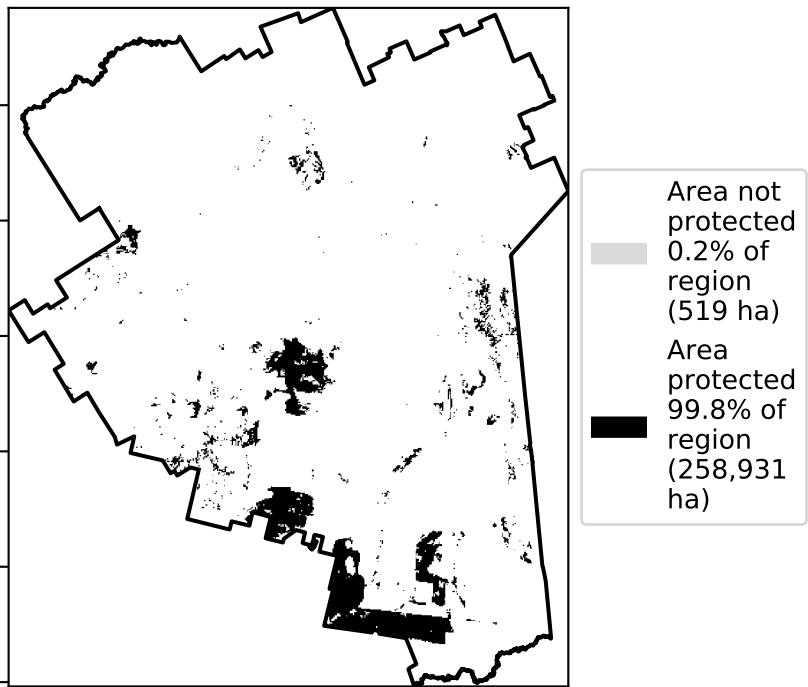 Area not
protected
0.2% of
region
(519 ha)
Area
protected
99.8% of
region
(258,931
ha)